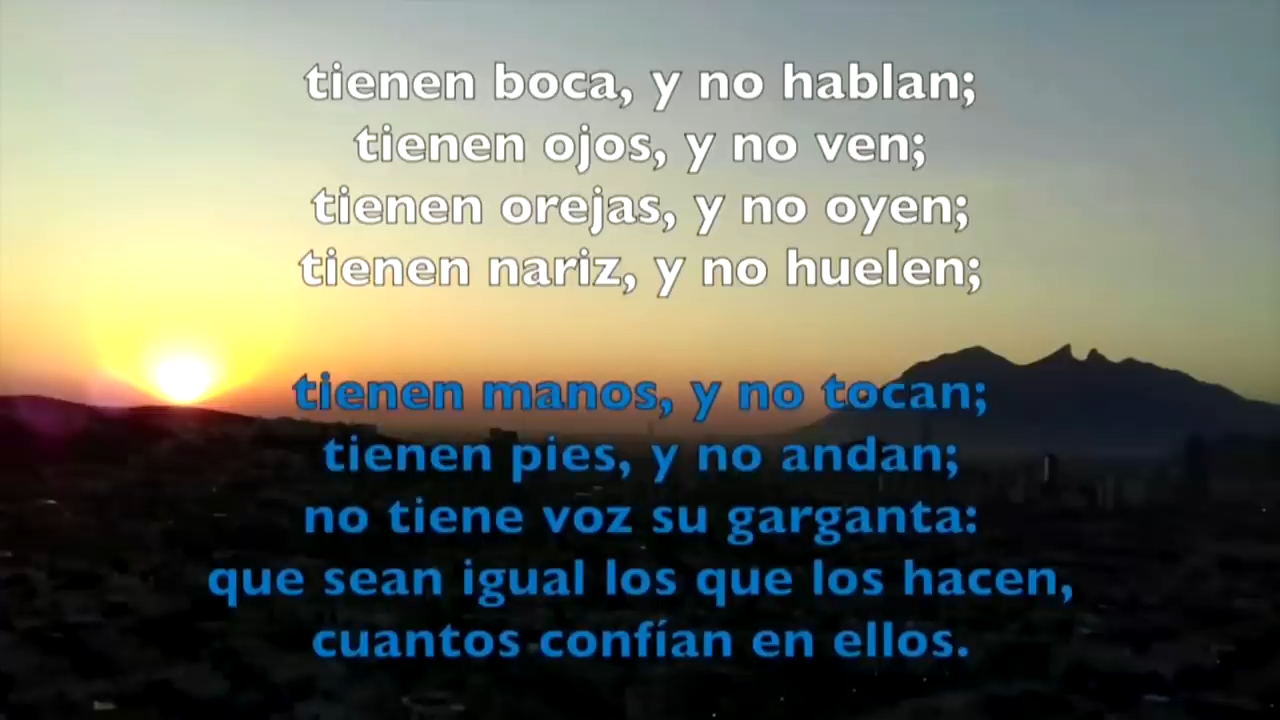 tienen boca, y no hablan;
tienen ojos, y no ven;
tienen orejas, y no oyen;
tienen nariz, y no huelen;
tienen manos, y no tocan;
tienen pies, y no andan;
no tiene voz su garganta:
que sean igual los que los hacen,
cuantos confían en ellos.